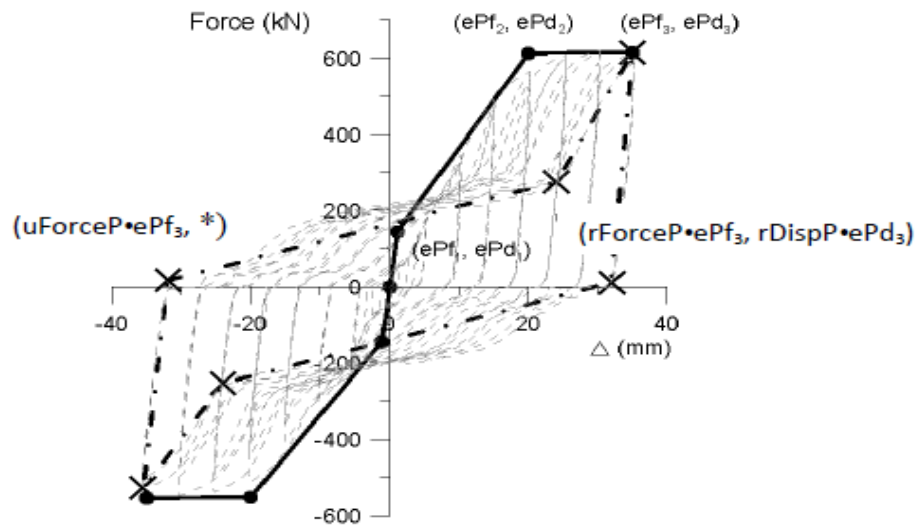 Force (kN)
(ePf₂, ePd₂)
(ePf₃, ePd₃)
600
400
200
(uForceP•ePf₃, *)
(rForceP•ePf₃, rDispP•ePd₃)
(ePf₁, ePd₁)
0
-40
-20
0
20
40
△ (mm)
-200
-400
-600